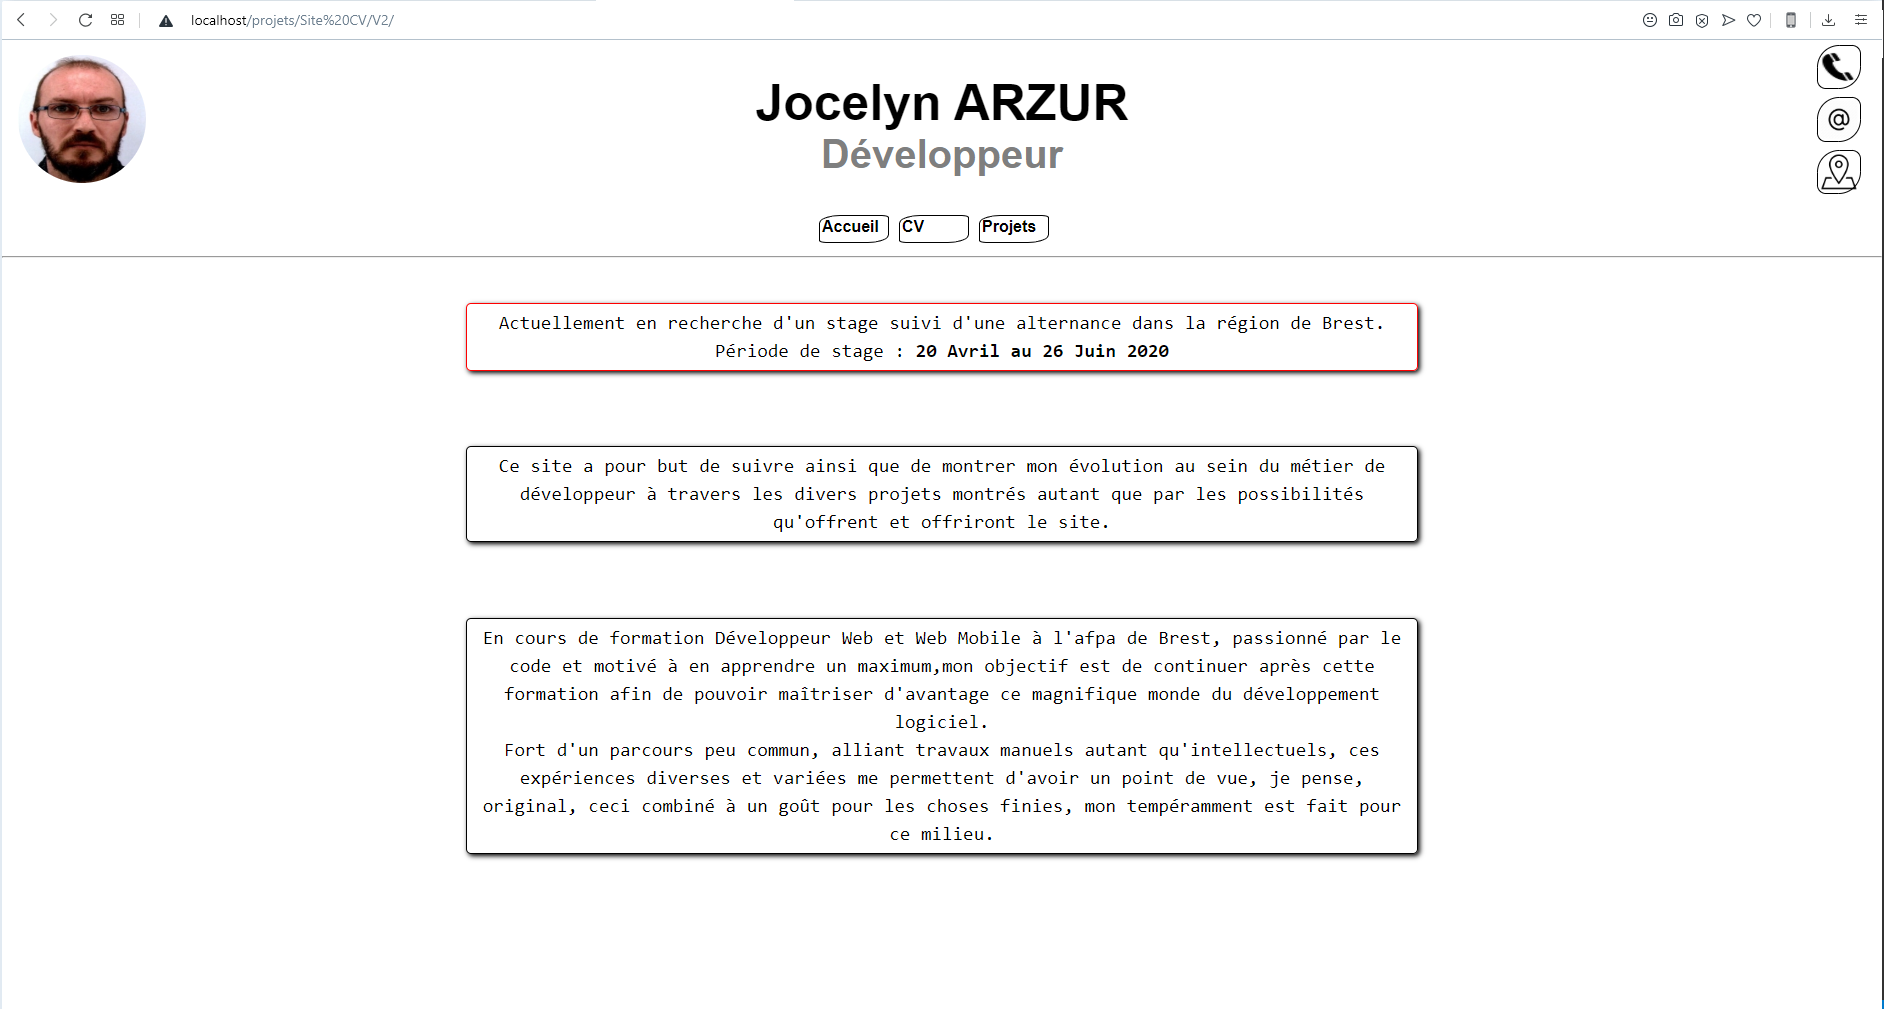 localhost/projets/Site%20CV/V2/
Jocelyn ARZUR
Développeur
@
Accueil CV Projets
Actuellement en recherche d'un stage suivi d'une alternance dans la région de Brest.
Période de stage : 20 Avril au 26 Juin 2020
Ce site a pour but de suivre ainsi que de montrer mon évolution au sein du métier de
développeur à travers les divers projets montrés autant que par les possibilités
qu'offrent et offriront le site.
En cours de formation Développeur Web et Web Mobile à l'afpa de Brest, passionné par le
code et motivé à en apprendre un maximum,mon objectif est de continuer après cette
formation afin de pouvoir maîtriser d'avantage ce magnifique monde du développement
logiciel.
Fort d'un parcours peu commun, alliant travaux manuels autant qu'intellectuels, ces
expériences diverses et variées me permettent d'avoir un point de vue, je pense,
original, ceci combiné à un goût pour les choses finies, mon tempéramment est fait pour
ce milieu.